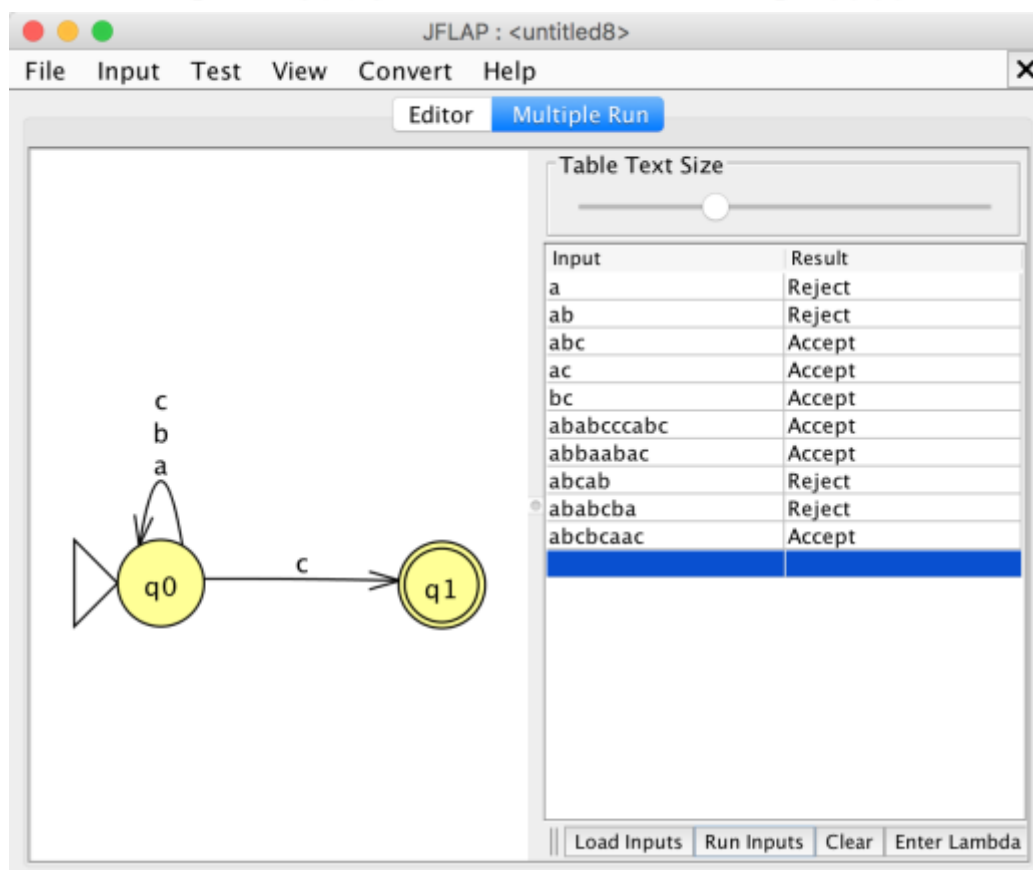 JFLAP : <untitled8>
File Input Test View Convert Help
Editor Multiple Run
Table Text Size
Input Result
a Reject
ab Reject
abc Accept
ac Accept
bc Accept
ababcccabc Accept
abbaabac Accept
abcab Reject
ababcba Reject
abcbcaac Accept
c
b
a
q0
c
q1
Load Inputs Run Inputs Clear Enter Lambda